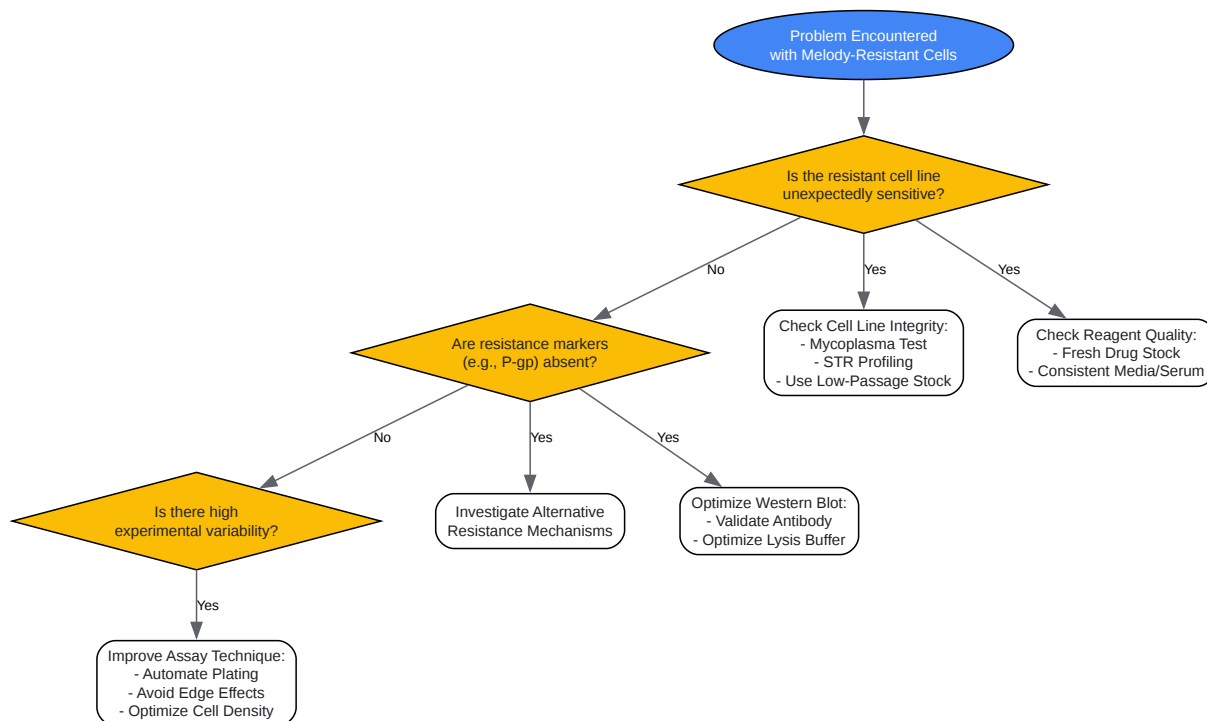 Problem Encountered
with Melody-Resistant Cells
Is the resistant cell line
unexpectedly sensitive?
No
Yes
Yes
Are resistance markers
(e.g., P-gp) absent?
Check Cell Line Integrity:
- Mycoplasma Test
- STR Profiling
- Use Low-Passage Stock
Check Reagent Quality:
- Fresh Drug Stock
- Consistent Media/Serum
No
Yes
Yes
Is there high
experimental variability?
Investigate Alternative
Resistance Mechanisms
Optimize Western Blot:
- Validate Antibody
- Optimize Lysis Buffer
Yes
Improve Assay Technique:
- Automate Plating
- Avoid Edge Effects
- Optimize Cell Density